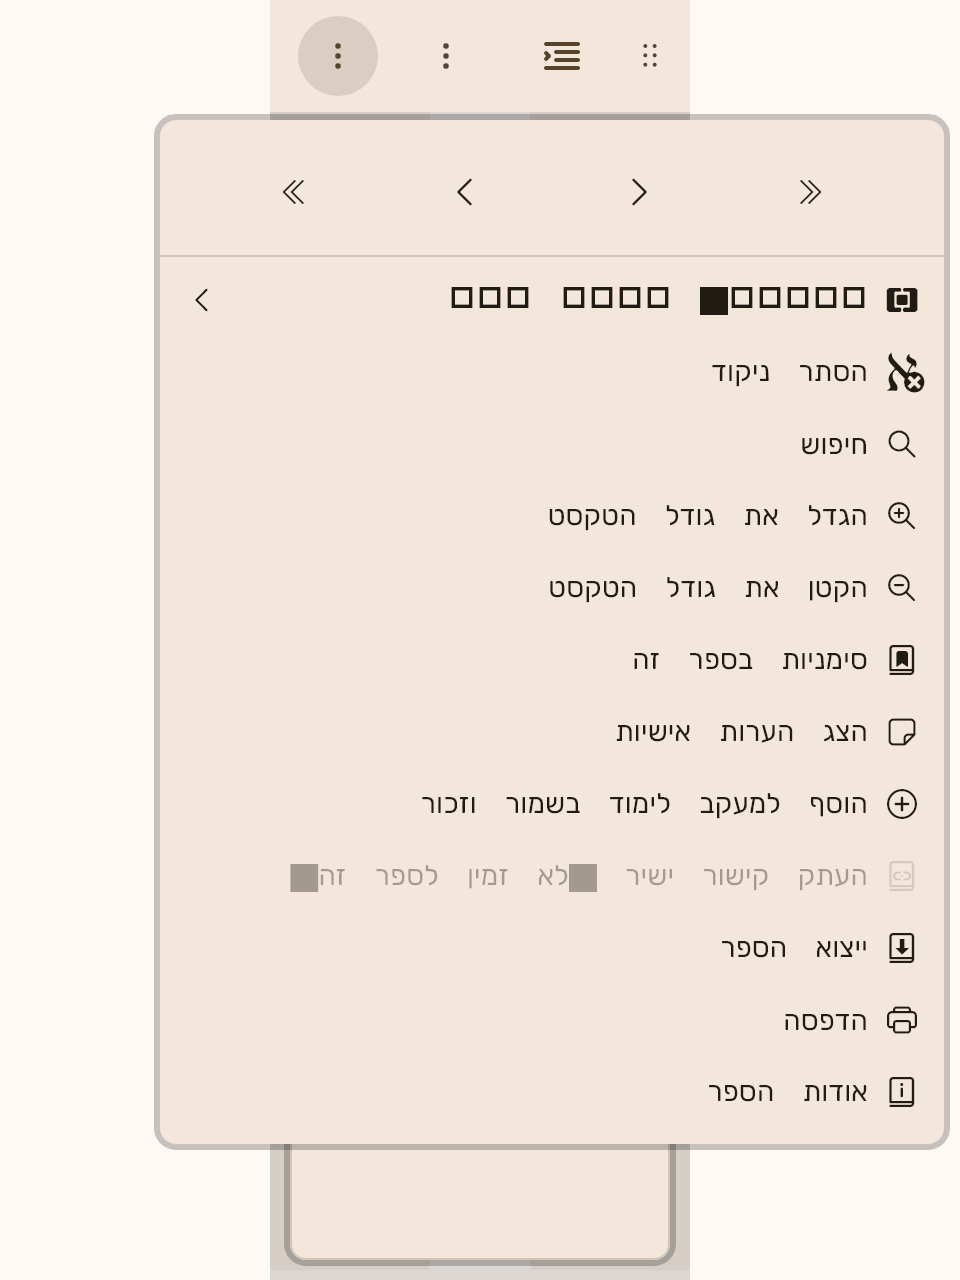 הסתר ניקוד
חיפוש
הגדל את גודל הטקסט
הקטן את גודל הטקסט
סימניות בספר זה
הצג הערות אישיות
הוסף למעקב לימוד בשמור וזכור
העתק קישור ישיר לא זמין לספר זה
ייצוא הספר
הדפסה
אודות הספר